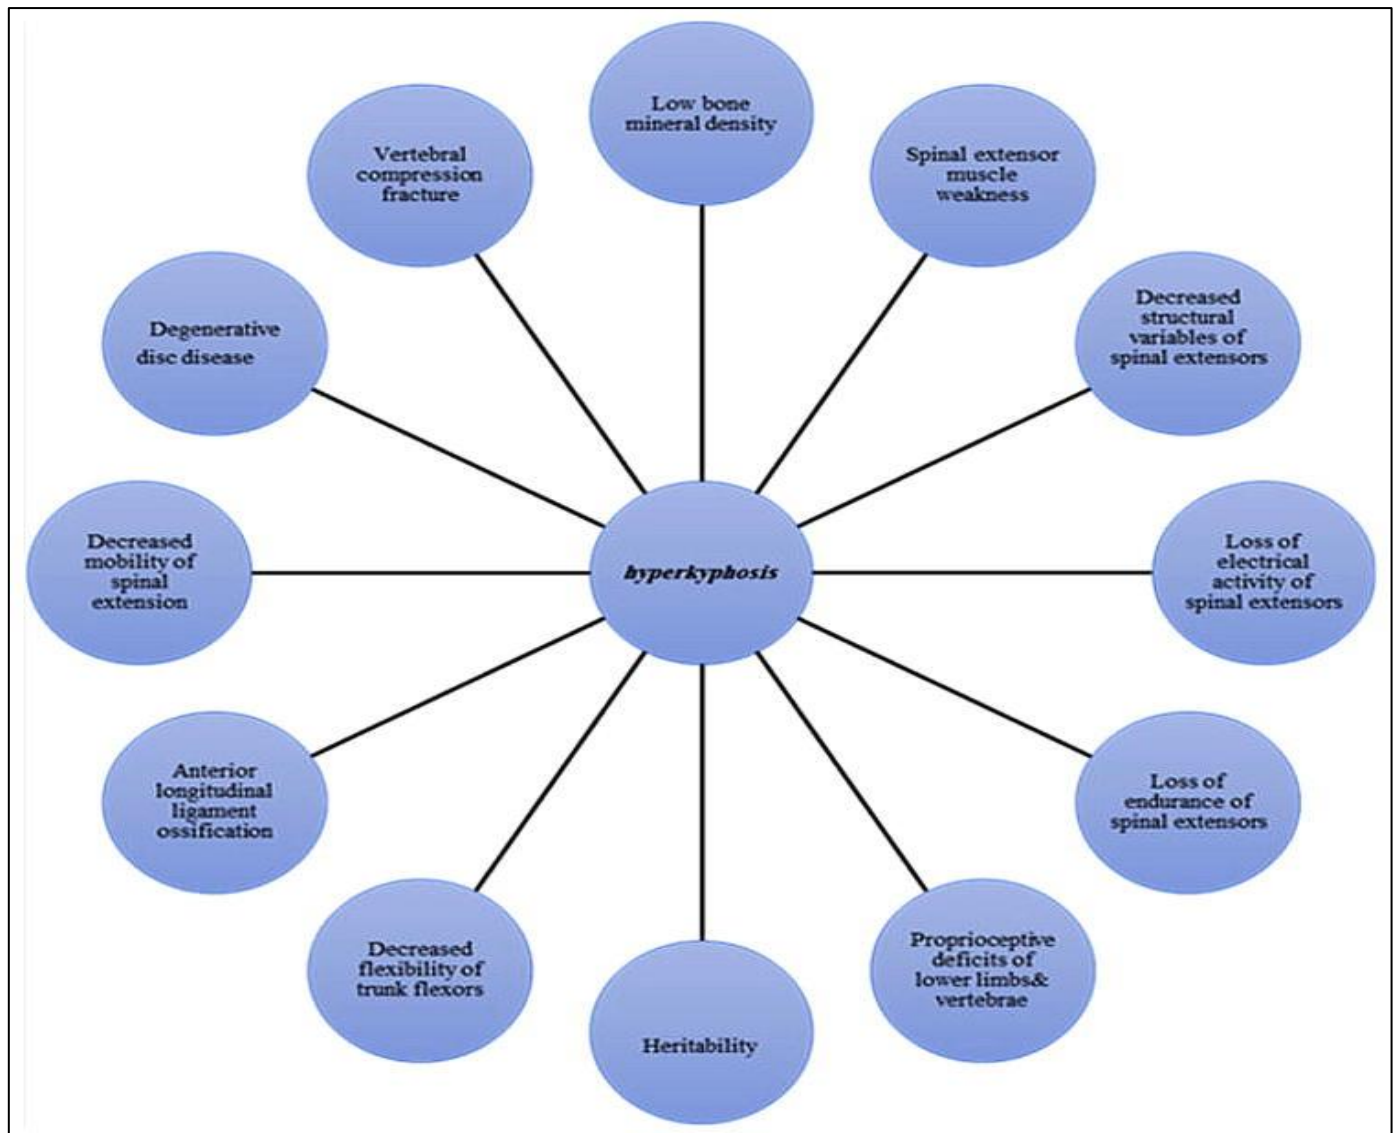 Low bone
mineral density
Spinal extensor
muscle
weakness
Decreased
structural
variables of
spinal extensors
Loss of
electrical
activity of
spinal extensors
Loss of
endurance of
spinal extensors
Proprioceptive
deficits of
lower limbs&
vertebrae
Heritability
Decreased
flexibility of
trunk flexors
Anterior
longitudinal
ligament
ossification
Decreased
mobility of
spinal
extension
Degenerative
disc disease
Vertebral
compression
fracture
hyperkyphosis